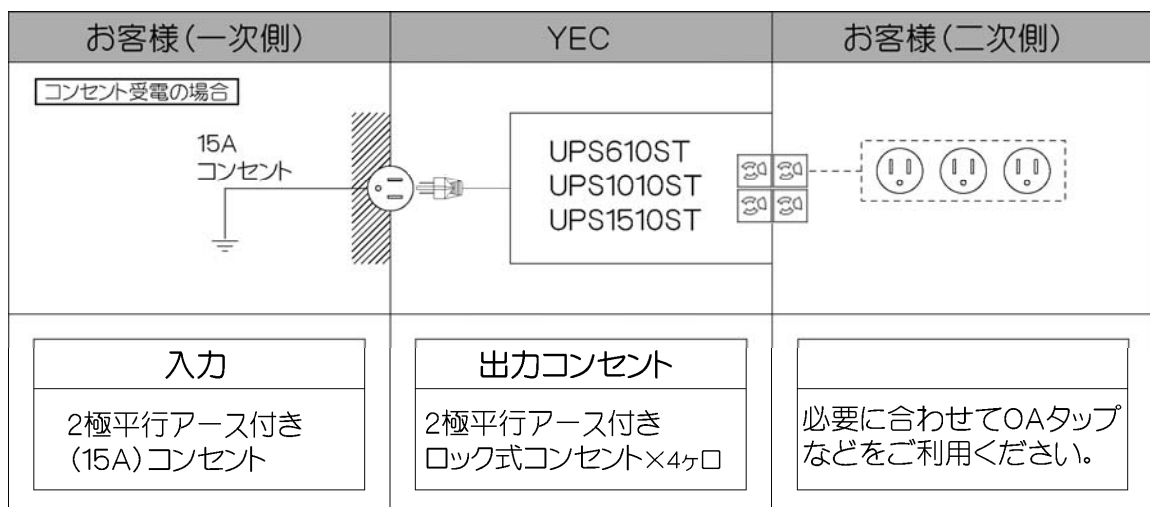 お客様(一次側)
YEC
お客様(二次側)
コンセント受電の場合
15A
コンセント
UPS610ST
UPS1010ST
UPS1510ST
入力
2極平行アース付き
(15A)コンセント
出力コンセント
2極平行アース付き
ロック式コンセント×4ヶ口
必要に合わせてOAタップ
などをご利用ください。